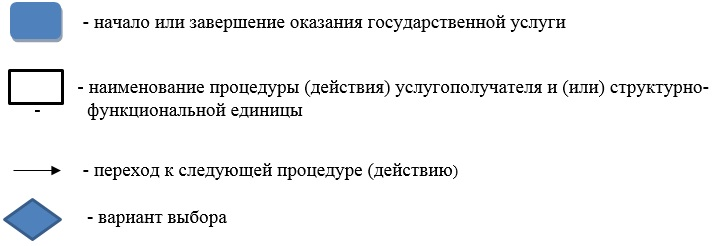 - начало или завершение оказания государственной услуги
- наименование процедуры (действия) услугополучателя и (или) структурно-
функциональной единицы
-
- переход к следующей процедуре (действию)
- вариант выбора